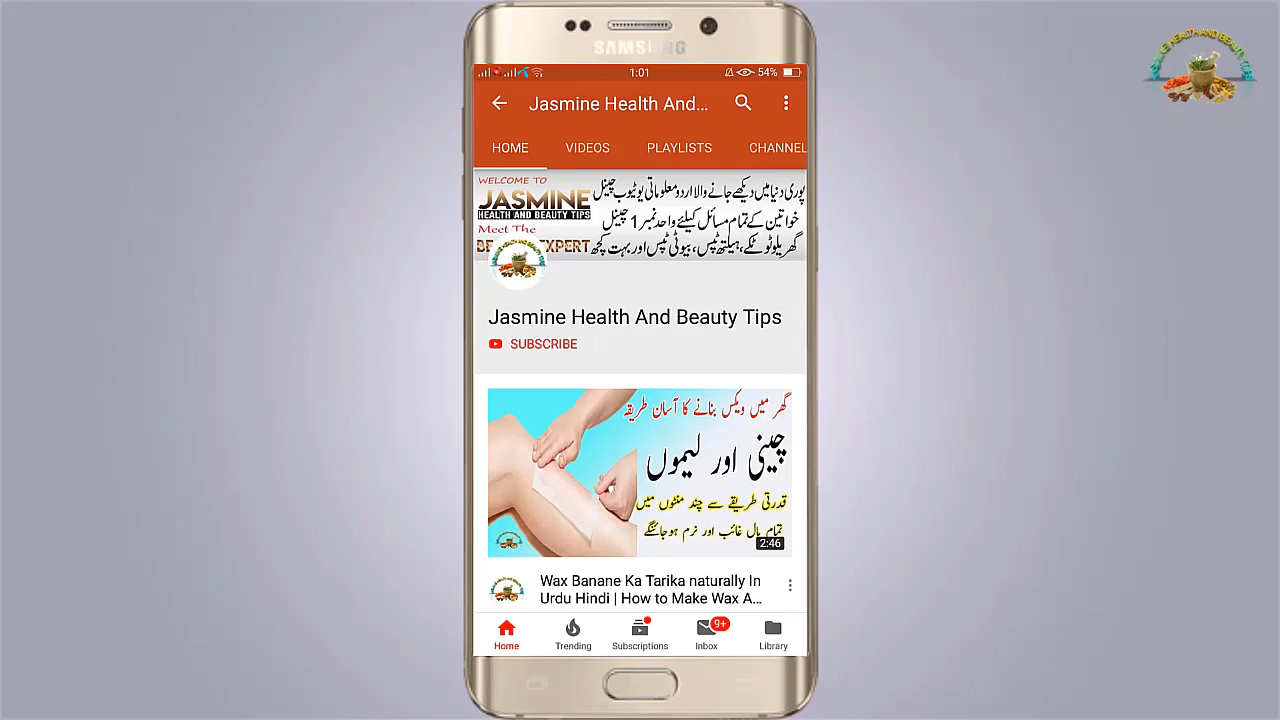 SAMSUNG
1:01
54%
Jasmine Health And...
HOME VIDEOS PLAYLISTS CHANNEL
WELCOME TO
JASMINE
HEALTH AND BEAUTY TIPS
Meet The
EXPERT
پوری دنیا میں دیکھے جانے والا اردو معلوماتی یوٹیوب چینل
خواتین کے تمام مسائل کیلئے واحد نمبر 1 چینل
گھریلو ٹوٹکے، ہیلتھ ٹپس، بیوٹی ٹپس اور بہت کچھ
Jasmine Health And Beauty Tips
SUBSCRIBE
گھر میں ویکس بنانے کا آسان طریقہ
چینی اور لیموں
قدرتی طریقے سے چند منٹوں میں
تمام بال غائب اور نرم ہوجائنگے
2:46
Wax Banane Ka Tarika naturally In
Urdu Hindi | How to Make Wax A...
9+
Home Trending Subscriptions Inbox Library
HEALTH AND BEAUTY